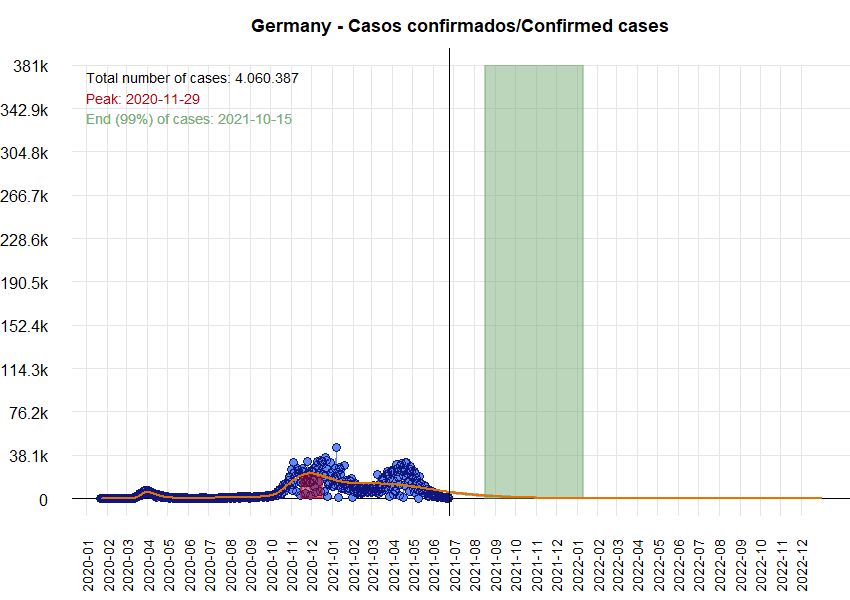 Germany - Casos confirmados/Confirmed cases
381k
Total number of cases: 4.060.387
Peak: 2020-11-29
342.9k
End (99%) of cases: 2021-10-15
304.8k
266.7k
228.6k
190.5k
152.4k
114.3k
76.2k
38.1k
0
2020-01
2020-02
2020-03
2020-04
2020-05
2020-06
2020-07
2020-08
2020-09
2020-10
2020-11
2020-12
2021-01
2021-02
2021-03
2021-04
2021-05
2021-06
2021-07
2021-08
2021-09
2021-10
2021-11
2021-12
2022-01
2022-02
2022-03
2022-04
2022-05
2022-06
2022-07
2022-08
2022-09
2022-10
2022-11
2022-12